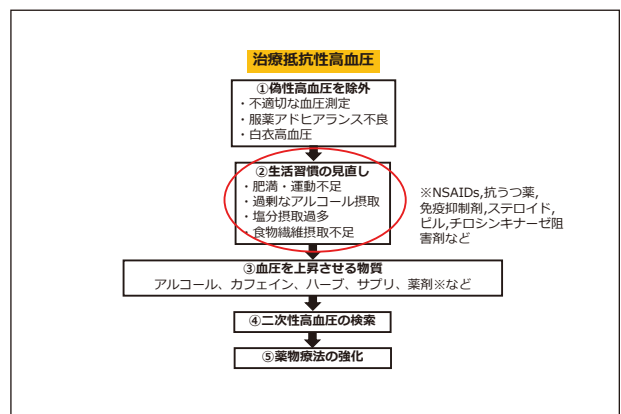 治療抵抗性高血圧
①偽性高血圧を除外
・不適切な血圧測定
・服薬アドヒアランス不良
・白衣高血圧
②生活習慣の見直し
・肥満・運動不足
・過剰なアルコール摂取
・塩分摂取過多
・食物繊維摂取不足
※NSAIDs,抗うつ薬,
免疫抑制剤,ステロイド,
ピル,チロシンキナーゼ阻
害剤など
③血圧を上昇させる物質
アルコール、カフェイン、ハーブ、サプリ、薬剤※など
④二次性高血圧の検索
⑤薬物療法の強化